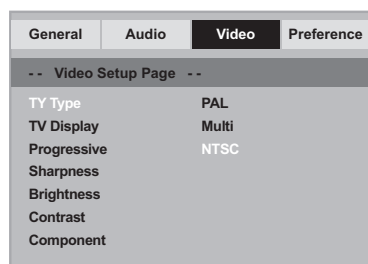 General Audio Video Preference
-- Video Setup Page --
TY Type PAL
TV Display Multi
Progressive NTSC
Sharpness
Brightness
Contrast
Component